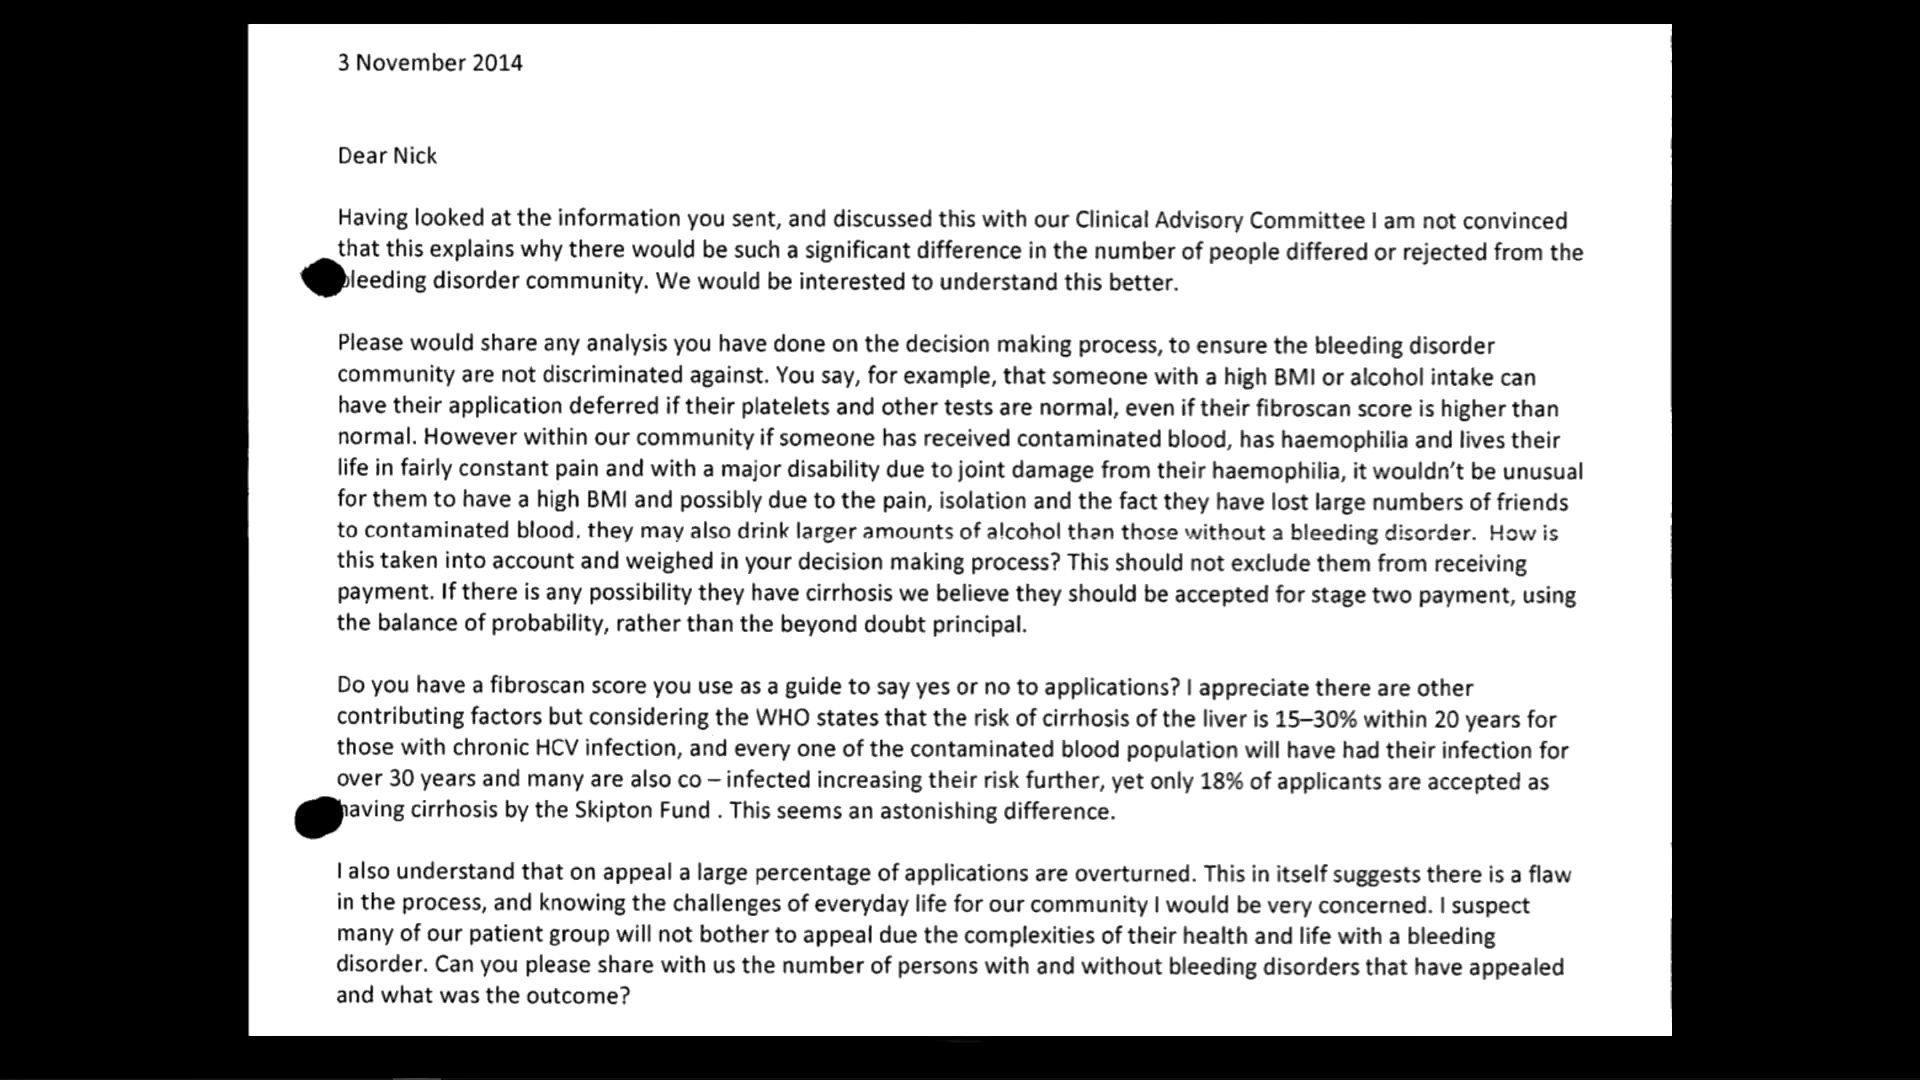 3 November 2014
Dear Nick
Having looked at the information you sent, and discussed this with our Clinical Advisory Committee I am not convinced
that this explains why there would be such a significant difference in the number of people differed or rejected from the
bleeding disorder community. We would be interested to understand this better.
Please would share any analysis you have done on the decision making process, to ensure the bleeding disorder
community are not discriminated against. You say, for example, that someone with a high BMI or alcohol intake can
have their application deferred if their platelets and other tests are normal, even if their fibroscan score is higher than
normal. However within our community if someone has received contaminated blood, has haemophilia and lives their
life in fairly constant pain and with a major disability due to joint damage from their haemophilia, it wouldn't be unusual
for them to have a high BMI and possibly due to the pain, isolation and the fact they have lost large numbers of friends
to contaminated blood, they may also drink larger amounts of alcohol than those without a bleeding disorder. How is
this taken into account and weighed in your decision making process? This should not exclude them from receiving
payment. If there is any possibility they have cirrhosis we believe they should be accepted for stage two payment, using
the balance of probability, rather than the beyond doubt principal.
Do you have a fibroscan score you use as a guide to say yes or no to applications? I appreciate there are other
contributing factors but considering the WHO states that the risk of cirrhosis of the liver is 15–30% within 20 years for
those with chronic HCV infection, and every one of the contaminated blood population will have had their infection for
over 30 years and many are also co – infected increasing their risk further, yet only 18% of applicants are accepted as
having cirrhosis by the Skipton Fund . This seems an astonishing difference.
I also understand that on appeal a large percentage of applications are overturned. This in itself suggests there is a flaw
in the process, and knowing the challenges of everyday life for our community I would be very concerned. I suspect
many of our patient group will not bother to appeal due the complexities of their health and life with a bleeding
disorder. Can you please share with us the number of persons with and without bleeding disorders that have appealed
and what was the outcome?